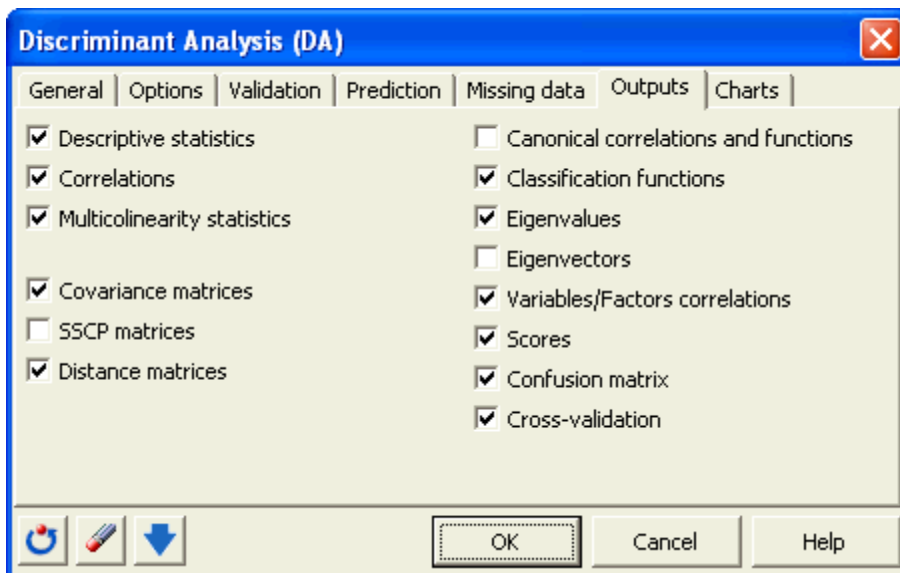 Discriminant Analysis (DA)
General Options Validation Prediction Missing data Outputs Charts
Descriptive statistics
Correlations
Multicolinearity statistics
Covariance matrices
SSCP matrices
Distance matrices
Canonical correlations and functions
Classification functions
Eigenvalues
Eigenvectors
Variables/Factors correlations
Scores
Confusion matrix
Cross-validation
OK Cancel Help